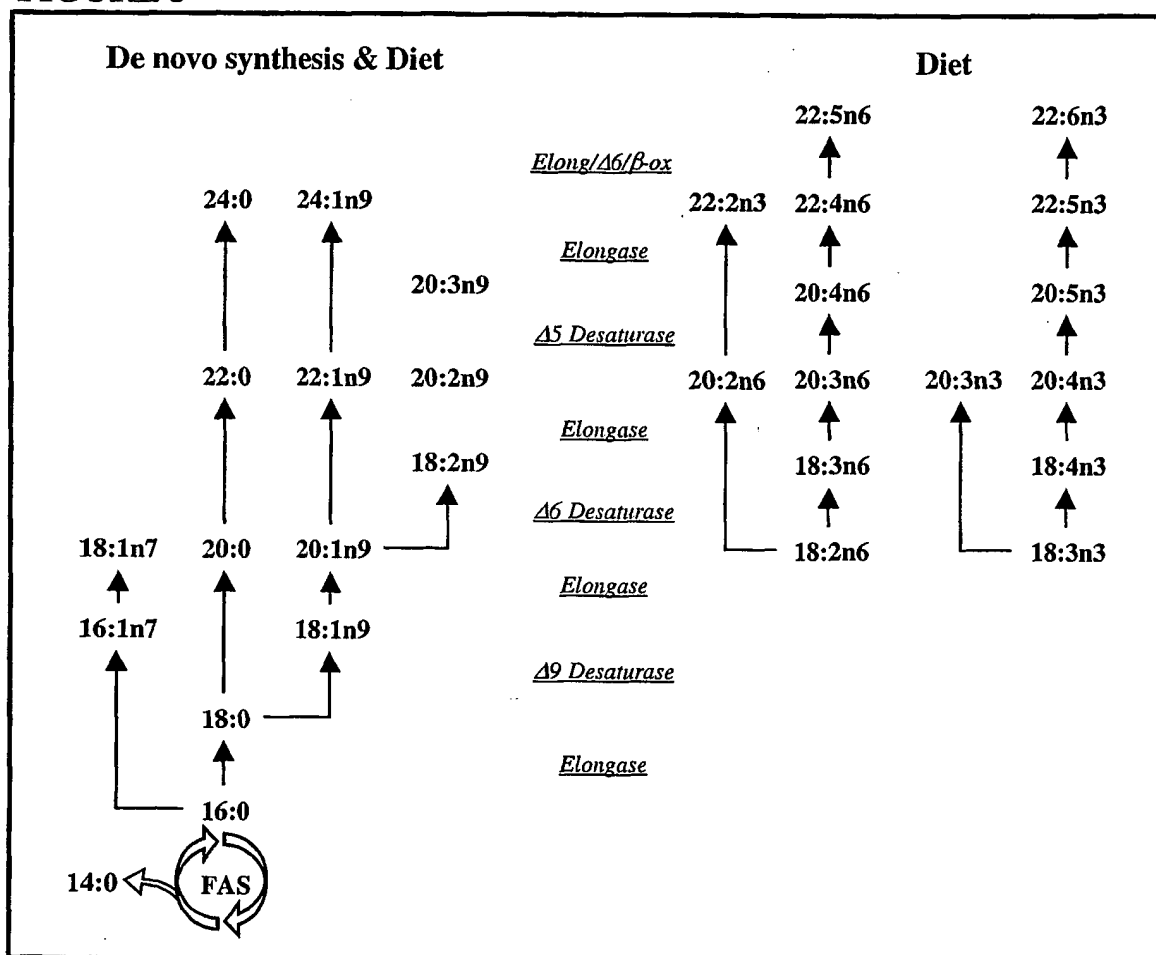 De novo synthesis & Diet
Diet
22:5n6 22:6n3
Elong/Δ6/β-ox
24:0 24:1n9 22:2n3 22:4n6 22:5n3
Elongase
20:3n9 20:4n6 20:5n3
Δ5 Desaturase
22:0 22:1n9 20:2n9 20:2n6 20:3n6 20:3n3 20:4n3
Elongase
18:2n9 18:3n6 18:4n3
Δ6 Desaturase
18:1n7 20:0 20:1n9 18:2n6 18:3n3
Elongase
16:1n7 18:1n9
Δ9 Desaturase
18:0
Elongase
16:0
14:0 FAS